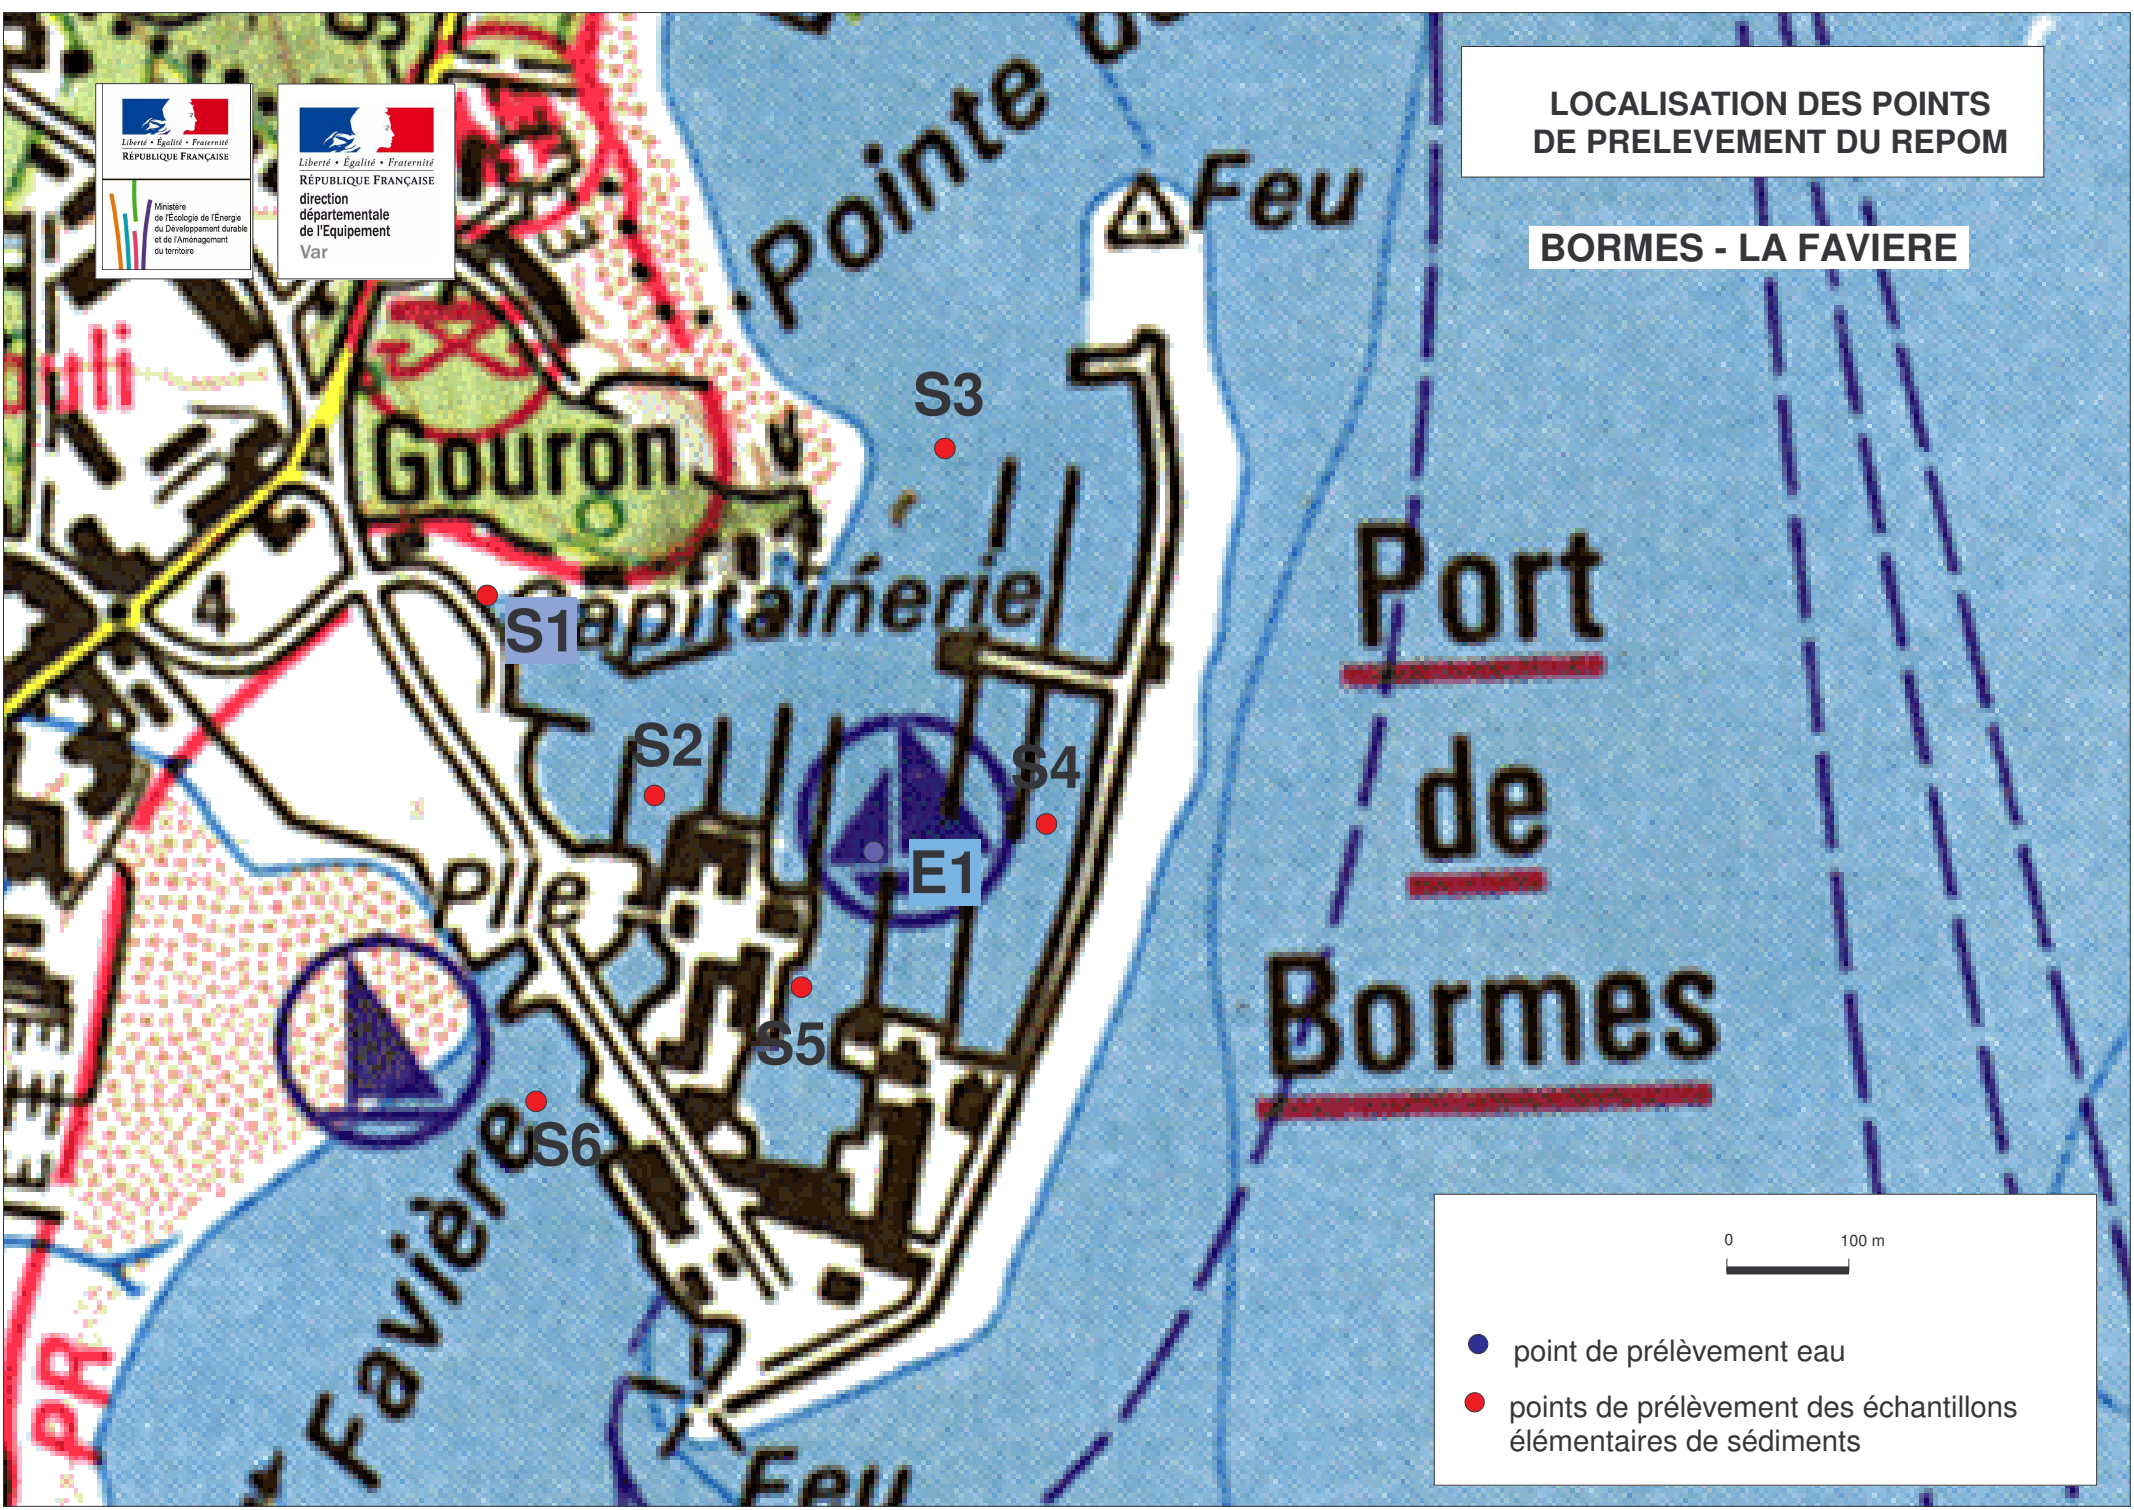 LOCALISATION DES POINTS
DE PRELEVEMENT DU REPOM
BORMES - LA FAVIERE
Liberté • Égalité • Fraternité
RÉPUBLIQUE FRANÇAISE
Ministère
de l'Écologie de l'Énergie
du Développement durable
et de l'Aménagement
du territoire
Liberté • Égalité • Fraternité
RÉPUBLIQUE FRANÇAISE
direction
départementale
de l'Equipement
Var
Pointe
Feu
S3
Gouron
Capitainerie
4
S1
S2
S4
E1
Port
de
Bormes
S5
S6
Favière
PR
Feu
0 100 m
point de prélèvement eau
points de prélèvement des échantillons
élémentaires de sédiments